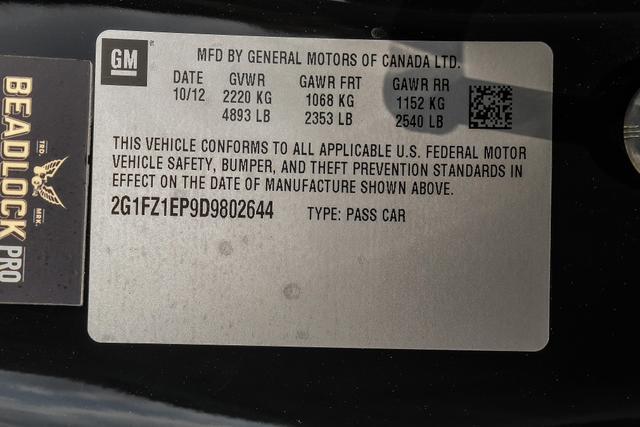 GM
MFD BY GENERAL MOTORS OF CANADA LTD.
DATE GVWR GAWR FRT GAWR RR
10/12 2220 KG 1068 KG 1152 KG
4893 LB 2353 LB 2540 LB
THIS VEHICLE CONFORMS TO ALL APPLICABLE U.S. FEDERAL MOTOR
VEHICLE SAFETY, BUMPER, AND THEFT PREVENTION STANDARDS IN
EFFECT ON THE DATE OF MANUFACTURE SHOWN ABOVE.
2G1FZ1EP9D9802644 TYPE: PASS CAR
TRD. MRK.
BEADLOCK PRO